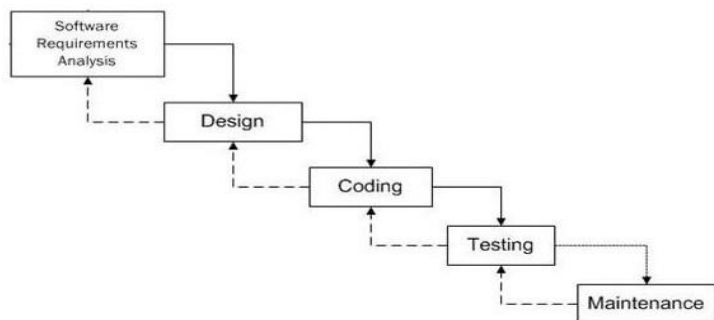 Software
Requirements
Analysis
Design
Coding
Testing
Maintenance